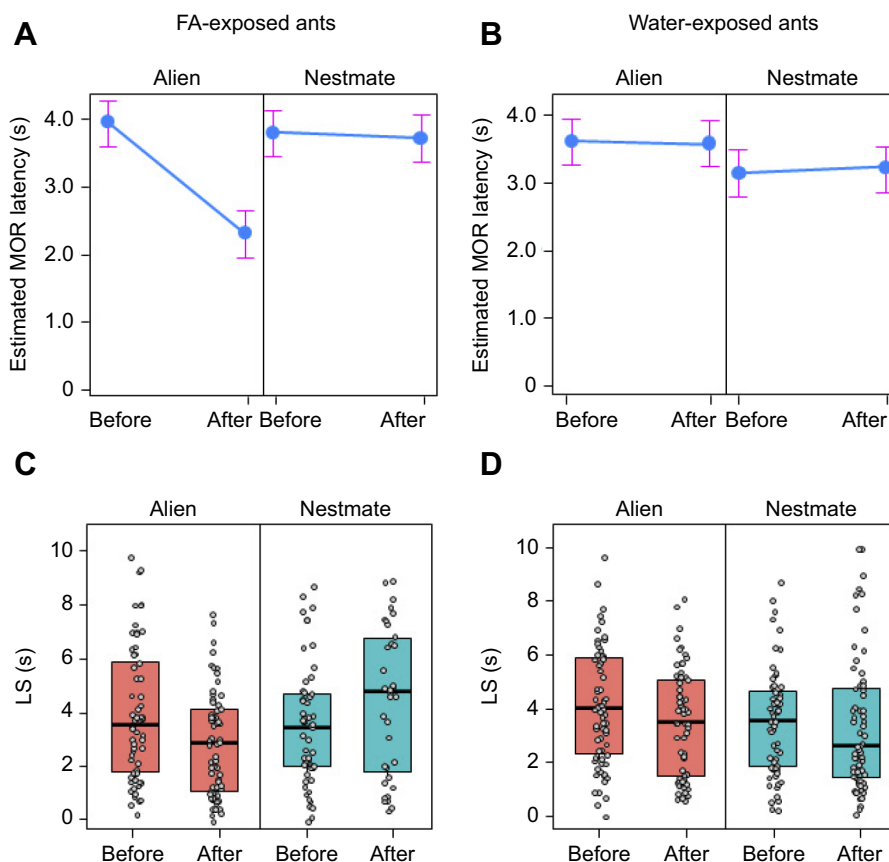 A
FA-exposed ants
B
Water-exposed ants
Alien
Nestmate
Alien
Nestmate
Estimated MOR latency (s)
4.0
3.0
2.0
1.0
0
Before
After
Before
After
Estimated MOR latency (s)
4.0
3.0
2.0
1.0
0
Before
After
Before
After
C
D
Alien
Nestmate
Alien
Nestmate
LS (s)
10
8
6
4
2
0
Before
After
Before
After
LS (s)
10
8
6
4
2
0
Before
After
Before
After